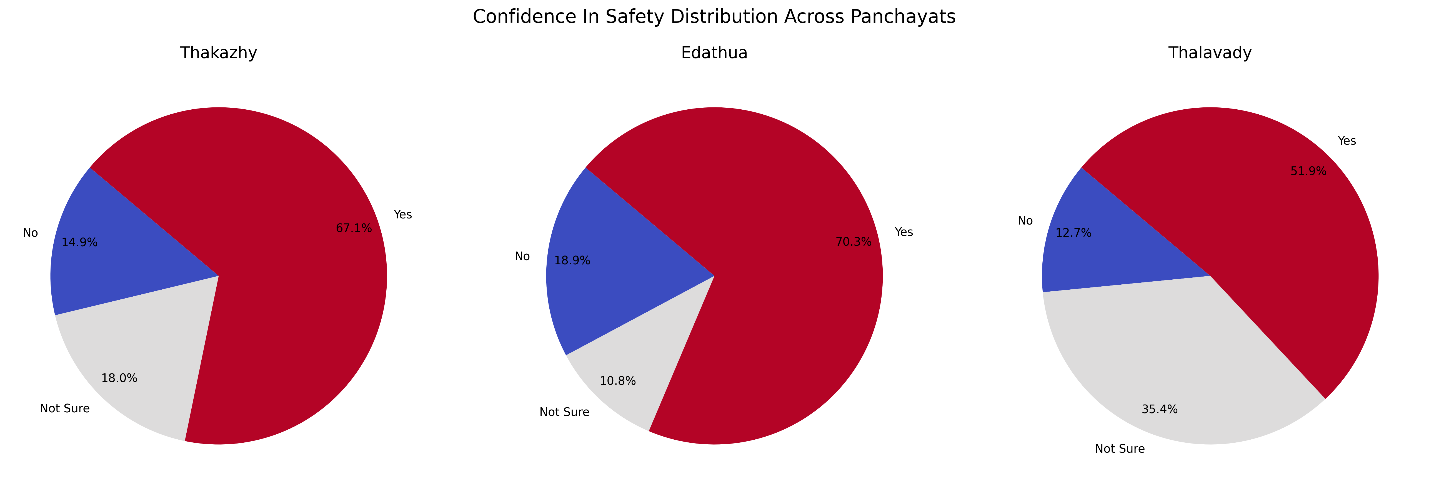 Confidence In Safety Distribution Across Panchayats
Thakazhy
Yes
67.1%
No
14.9%
18.0%
Not Sure
Edathua
Yes
70.3%
No
18.9%
10.8%
Not Sure
Thalavady
Yes
51.9%
No
12.7%
35.4%
Not Sure